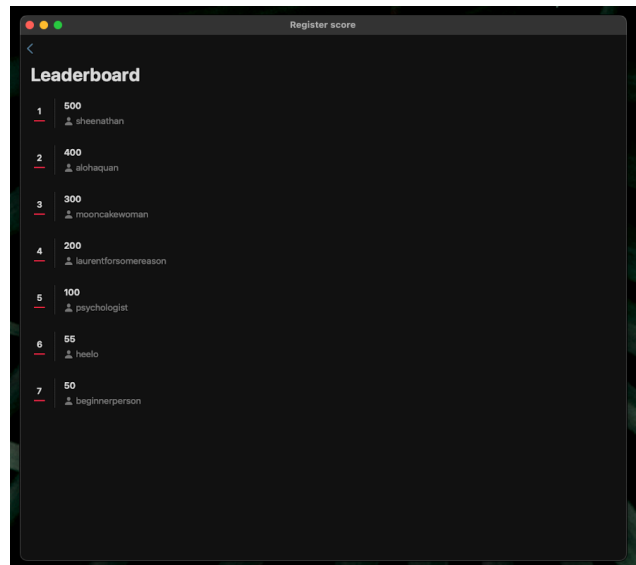 Register score
Leaderboard
1
500
sheenathan
2
400
alohaquan
3
300
mooncakewoman
4
200
laurentforsomereason
5
100
psychologist
6
55
heelo
7
50
beginnerperson